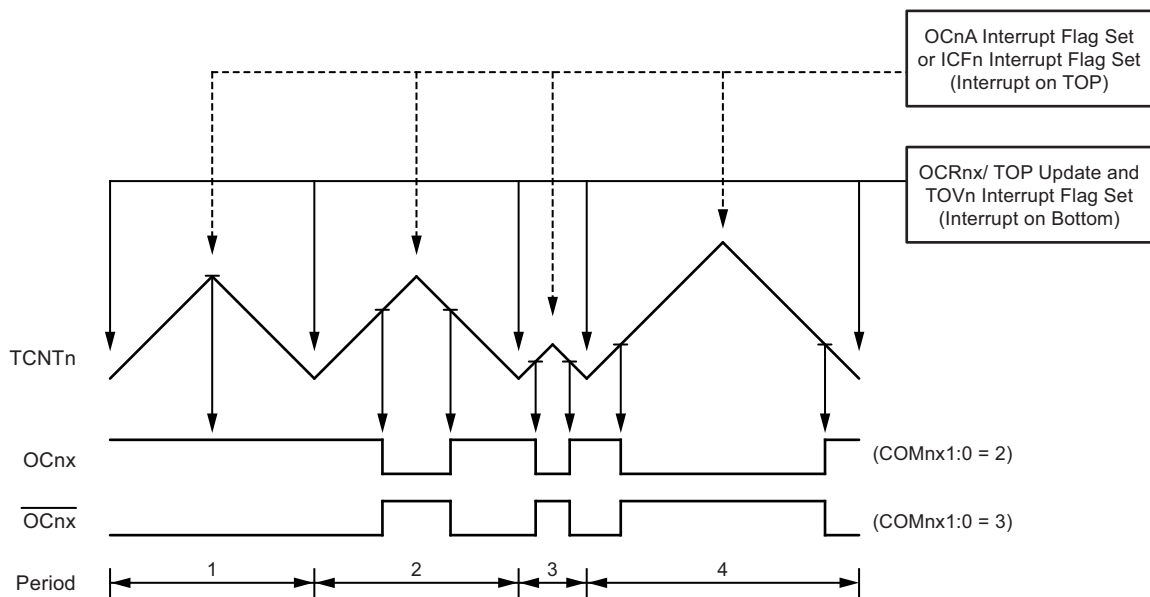 OCnA Interrupt Flag Set
or ICFn Interrupt Flag Set
(Interrupt on TOP)
OCRnx/ TOP Update and
TOVn Interrupt Flag Set
(Interrupt on Bottom)
TCNTn
OCnx
(COMnx1:0 = 2)
OCnx
(COMnx1:0 = 3)
Period
1
2
3
4